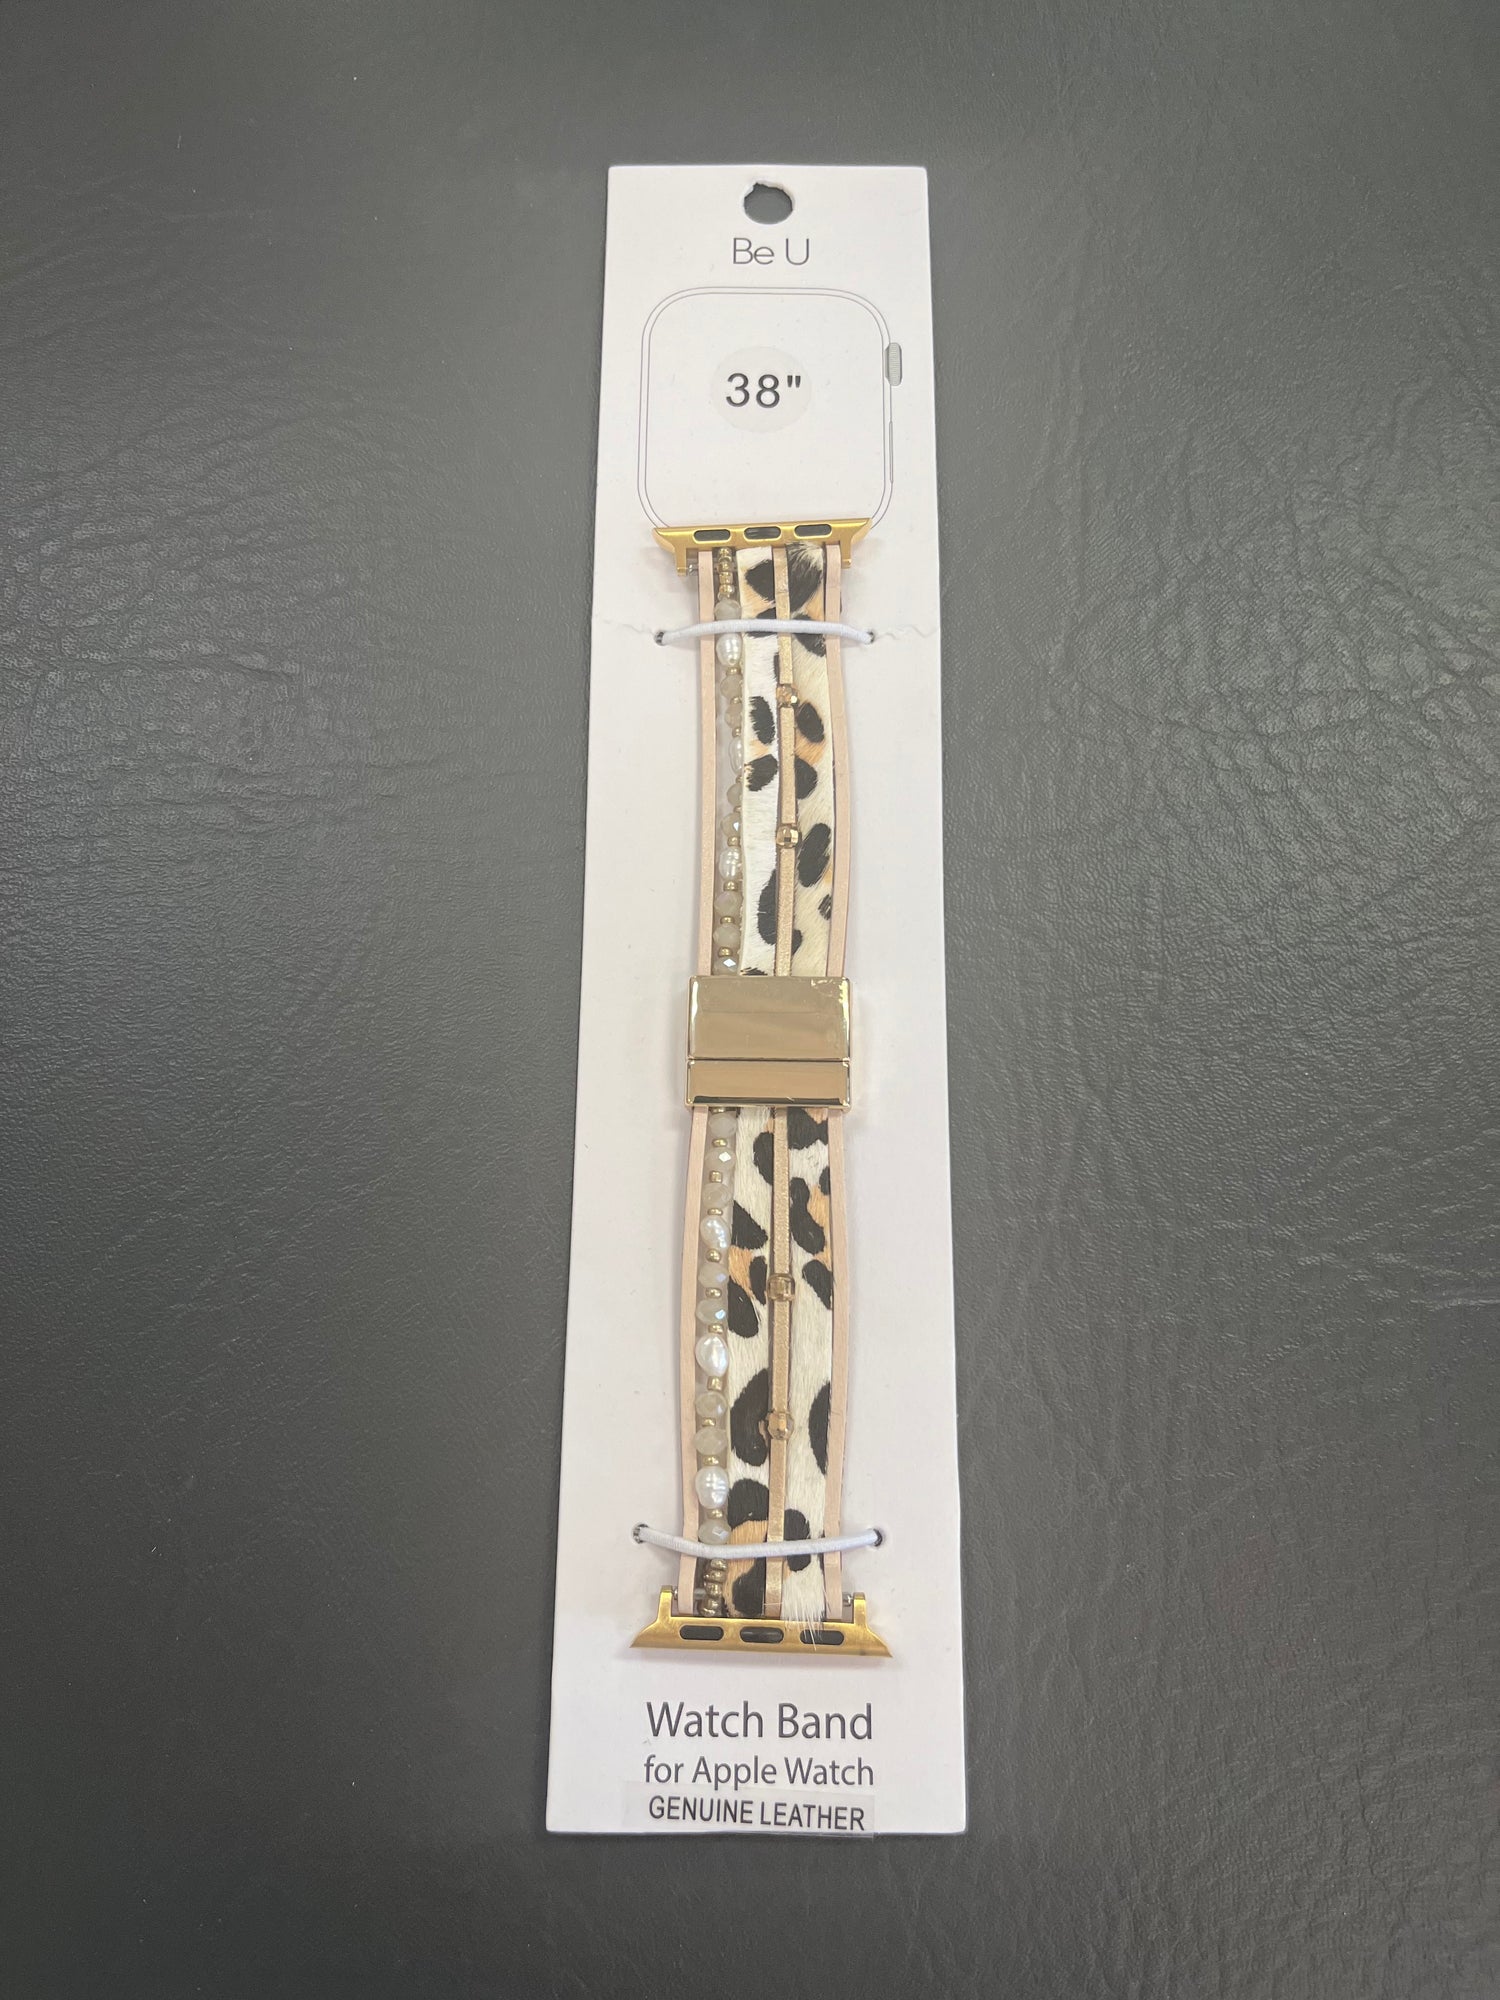 Be U
38"
Watch Band
for Apple Watch
GENUINE LEATHER